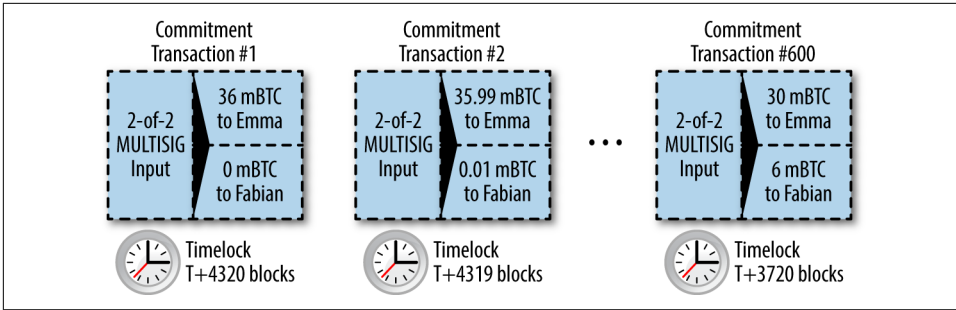 Commitment
Transaction #1
2-of-2
MULTISIG
Input
36 mBTC
to Emma
0 mBTC
to Fabian
Timelock
T+4320 blocks
Commitment
Transaction #2
2-of-2
MULTISIG
Input
35.99 mBTC
to Emma
0.01 mBTC
to Fabian
Timelock
T+4319 blocks
...
Commitment
Transaction #600
2-of-2
MULTISIG
Input
30 mBTC
to Emma
6 mBTC
to Fabian
Timelock
T+3720 blocks